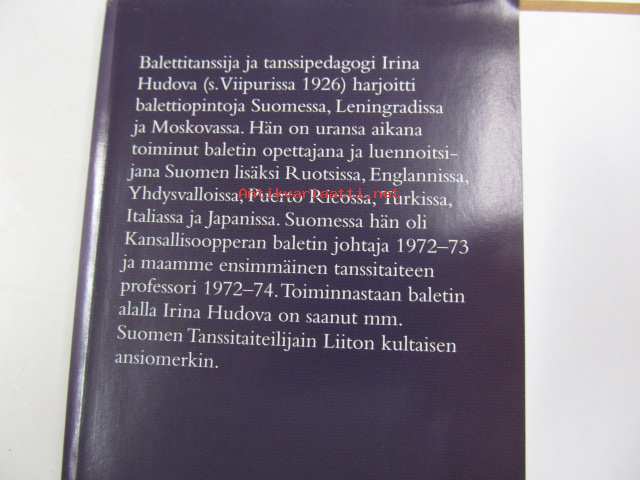 Balettitanssija ja tanssipedagogi Irina
Hudova (s. Viipurissa 1926) harjoitti
balettiopintoja Suomessa, Leningradissa
ja Moskovassa. Hän on uransa aikana
toiminut baletin opettajana ja luennoitsi-
jana Suomen lisäksi Ruotsissa, Englannissa,
Yhdysvalloissa, Puerto Ricossa, Turkissa,
Antikvariaatti.net
Italiassa ja Japanissa. Suomessa hän oli
Kansallisoopperan baletin johtaja 1972–73
ja maamme ensimmäinen tanssitaiteen
professori 1972–74. Toiminnastaan baletin
alalla Irina Hudova on saanut mm.
Suomen Tanssitaiteilijain Liiton kultaisen
ansiomerkin.